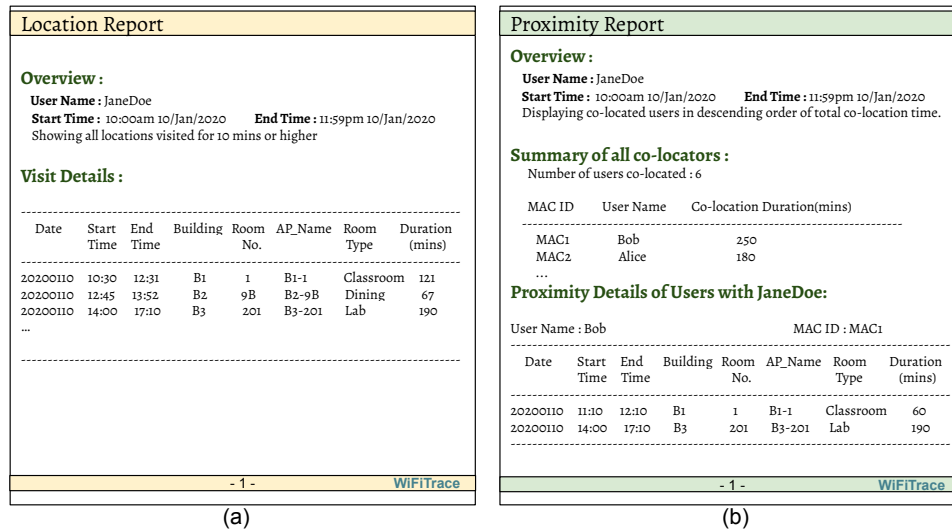 Location Report
Overview :
User Name : JaneDoe
Start Time : 10:00am 10/Jan/2020 End Time : 11:59pm 10/Jan/2020
Showing all locations visited for 10 mins or higher
Visit Details :
Date Start Time End Time Building Room No. AP_Name Room Type Duration (mins)
20200110 10:30 12:31 B1 1 B1-1 Classroom 121
20200110 12:45 13:52 B2 9B B2-9B Dining 67
20200110 14:00 17:10 B3 201 B3-201 Lab 190
...
- 1 - WiFiTrace
(a)
Proximity Report
Overview :
User Name : JaneDoe
Start Time : 10:00am 10/Jan/2020 End Time : 11:59pm 10/Jan/2020
Displaying co-located users in descending order of total co-location time.
Summary of all co-locators :
Number of users co-located : 6
MAC ID User Name Co-location Duration(mins)
MAC1 Bob 250
MAC2 Alice 180
...
Proximity Details of Users with JaneDoe:
User Name : Bob MAC ID : MAC1
Date Start Time End Time Building Room No. AP_Name Room Type Duration (mins)
20200110 11:10 12:10 B1 1 B1-1 Classroom 60
20200110 14:00 17:10 B3 201 B3-201 Lab 190
- 1 - WiFiTrace
(b)